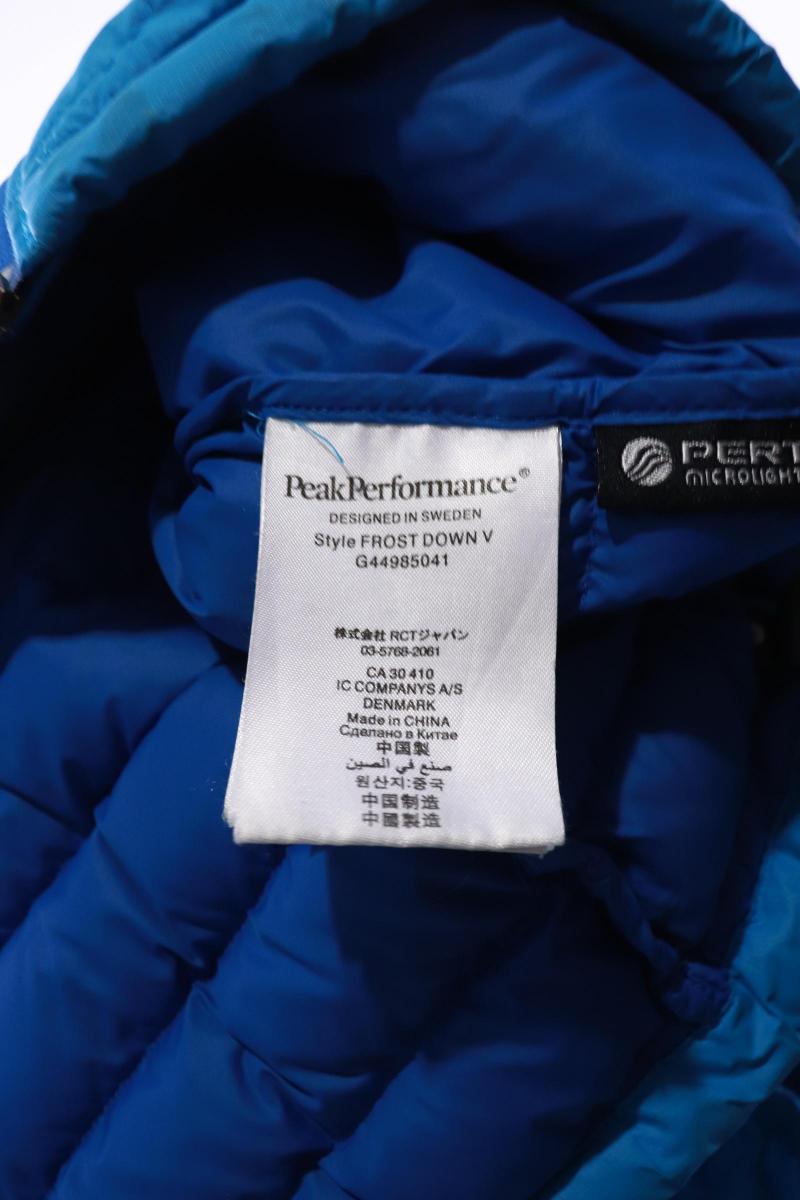 PeakPerformance®
DESIGNED IN SWEDEN
Style FROST DOWN V
G44985041
株式会社 RCTジャパン
03-5768-2061
CA 30 410
IC COMPANYS A/S
DENMARK
Made in CHINA
Сделано в Китае
中国製
صنع في الصين
원산지:중국
中国制造
中國製造
PERT
MICROLIGHT